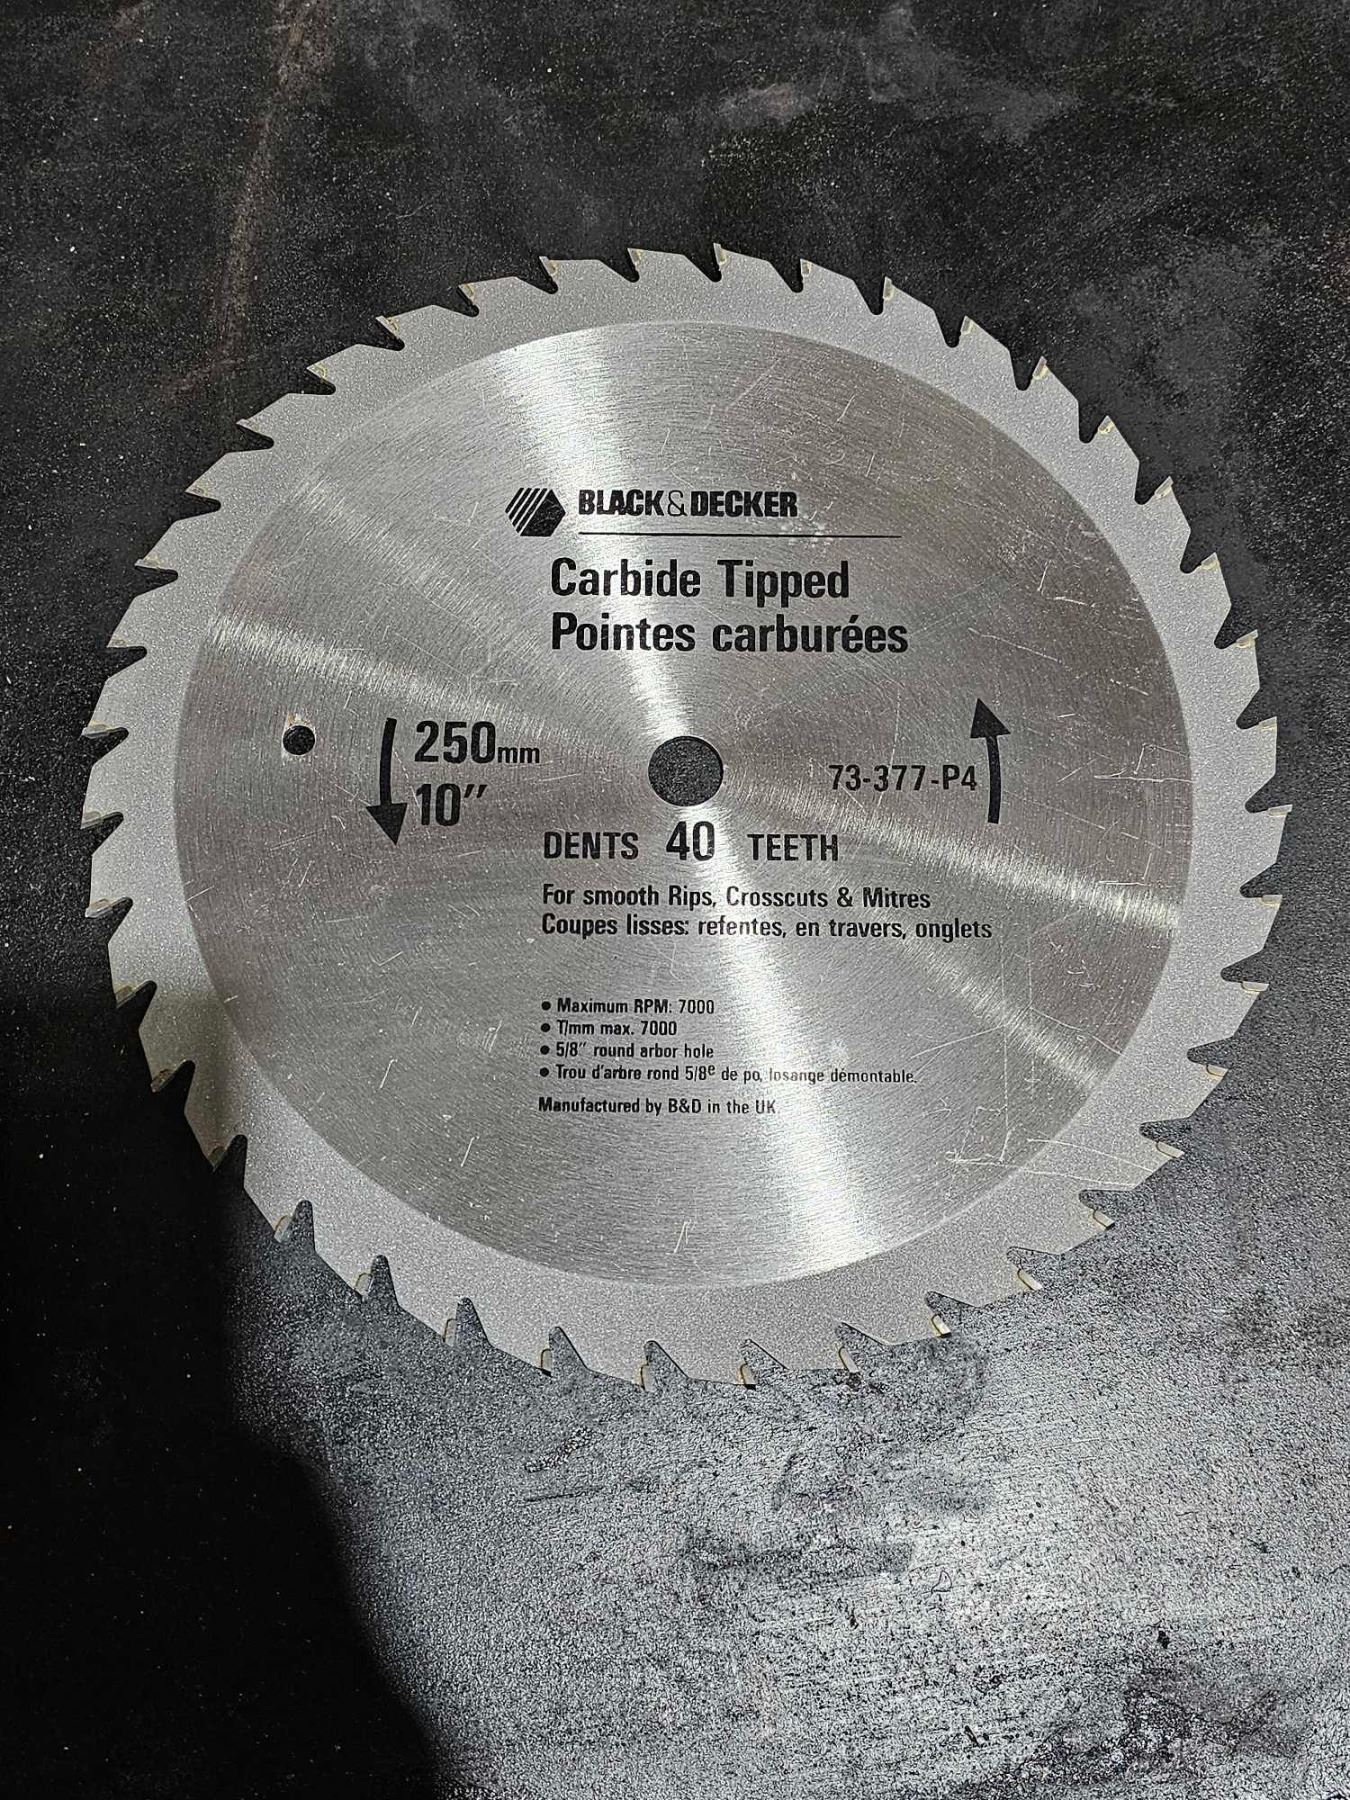 BLACK&DECKER
Carbide Tipped
Pointes carburées
250mm
10"
73-377-P4
DENTS 40 TEETH
For smooth Rips, Crosscuts & Mitres
Coupes lisses: refentes, en travers, onglets
● Maximum RPM: 7000
● T/mm max. 7000
● 5/8" round arbor hole
● Trou d'arbre rond 5/8e de po, losange démontable.
Manufactured by B&D in the UK